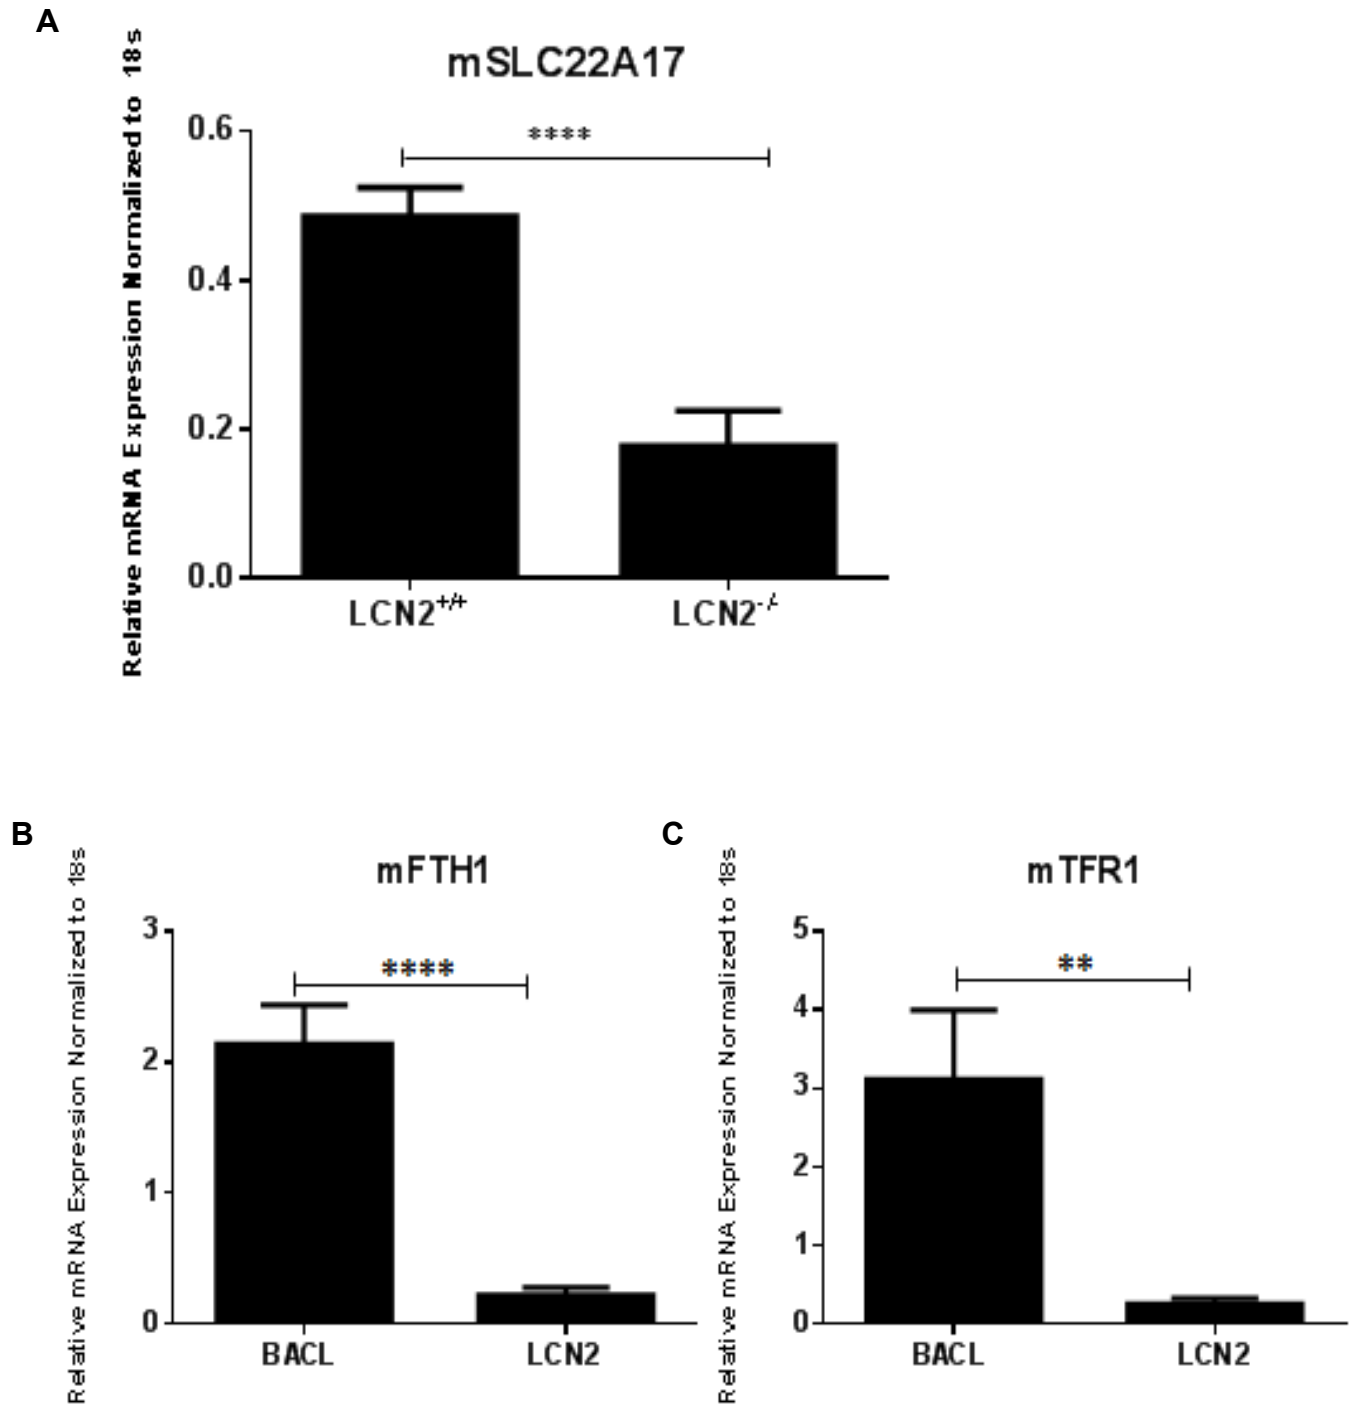 A
mSLC22A17
Relative mRNA Expression Normalized to 18s
****
0.6
0.4
0.2
0.0
LCN2+/+
LCN2-/-
B
mFTH1
Relative mRNA Expression Normalized to 18s
3
****
2
1
0
BACL
LCN2
C
mTFR1
Relative mRNA Expression Normalized to 18s
5
**
4
3
2
1
0
BACL
LCN2